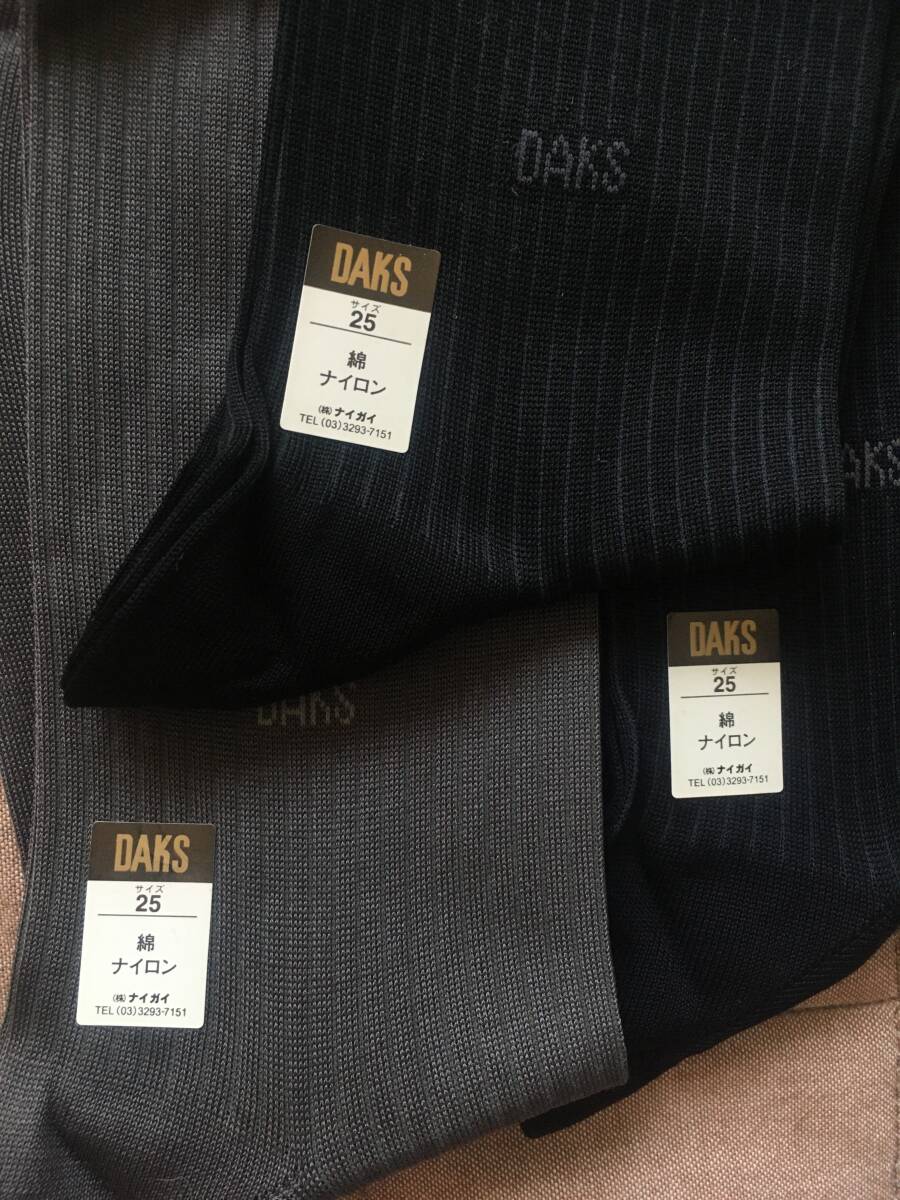 DAKS
DAKS
サイズ
25
綿
ナイロン
(株)ナイガイ
TEL (03)3293-7151
AKS
DAKS
サイズ
25
綿
ナイロン
(株)ナイガイ
TEL (03)3293-7151
DAKS
DAKS
サイズ
25
綿
ナイロン
(株)ナイガイ
TEL (03)3293-7151